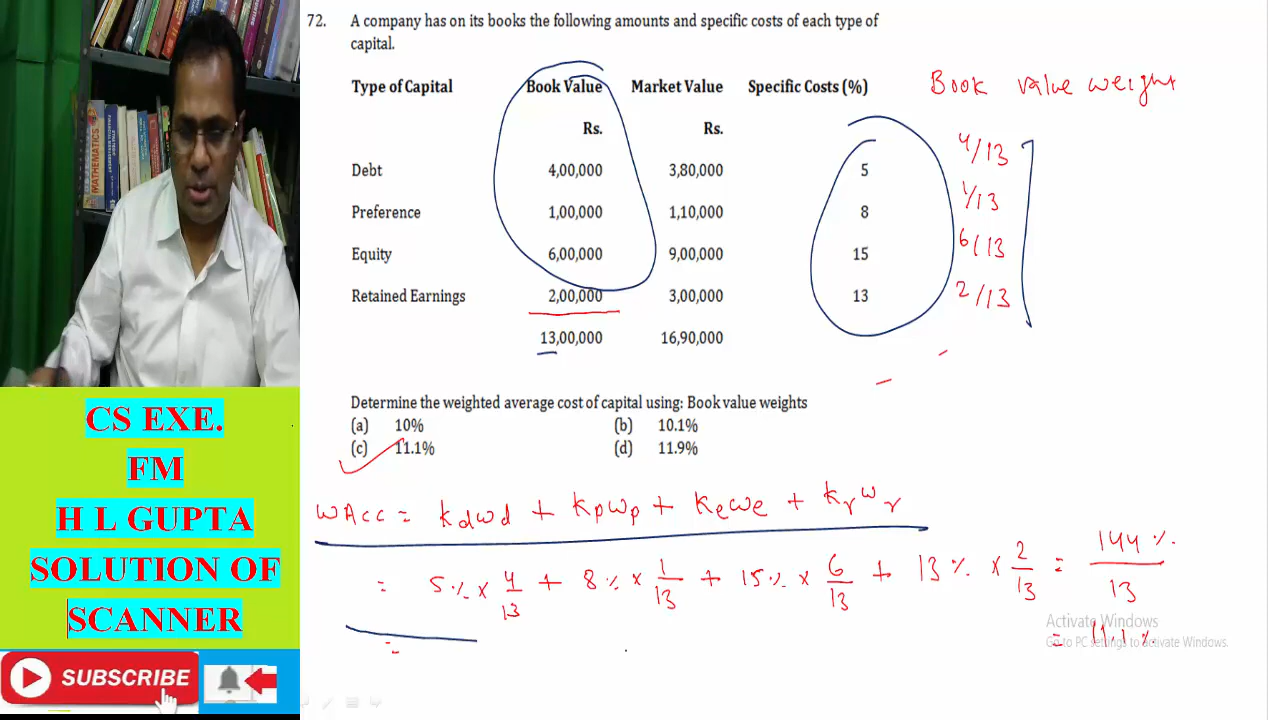 72. A company has on its books the following amounts and specific costs of each type of
capital.
Type of Capital Book Value Market Value Specific Costs (%)
Rs. Rs.
Debt 4,00,000 3,80,000 5
Preference 1,00,000 1,10,000 8
Equity 6,00,000 9,00,000 15
Retained Earnings 2,00,000 3,00,000 13
13,00,000 16,90,000
Book value weight
4/13
1/13
6/13
2/13
Determine the weighted average cost of capital using: Book value weights
(a) 10% (b) 10.1%
(c) 11.1% (d) 11.9%
WACC = kdwd + kpwp + kewe + krwr
= 5% × 4/13 + 8% × 1/13 + 15% × 6/13 + 13% × 2/13 = 144%/13
= 11.1%
=
CS EXE.
FM
H L GUPTA
SOLUTION OF
SCANNER
SUBSCRIBE
Activate Windows
Go to PC settings to activate Windows.
MATHEMATICS